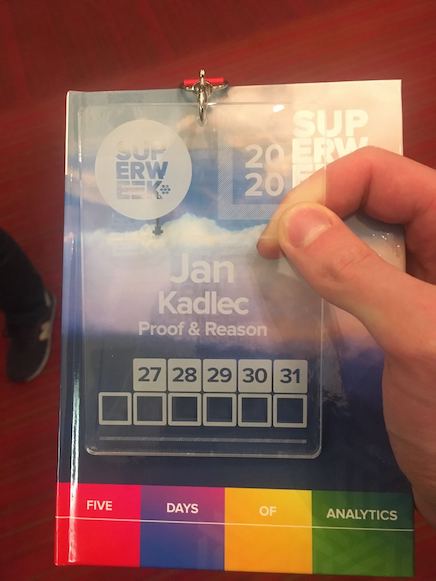 SUP
ERW
EEK
20
20
SUP
ERW
Jan
Kadlec
Proof & Reason
27 28 29 30 31
FIVE DAYS OF ANALYTICS